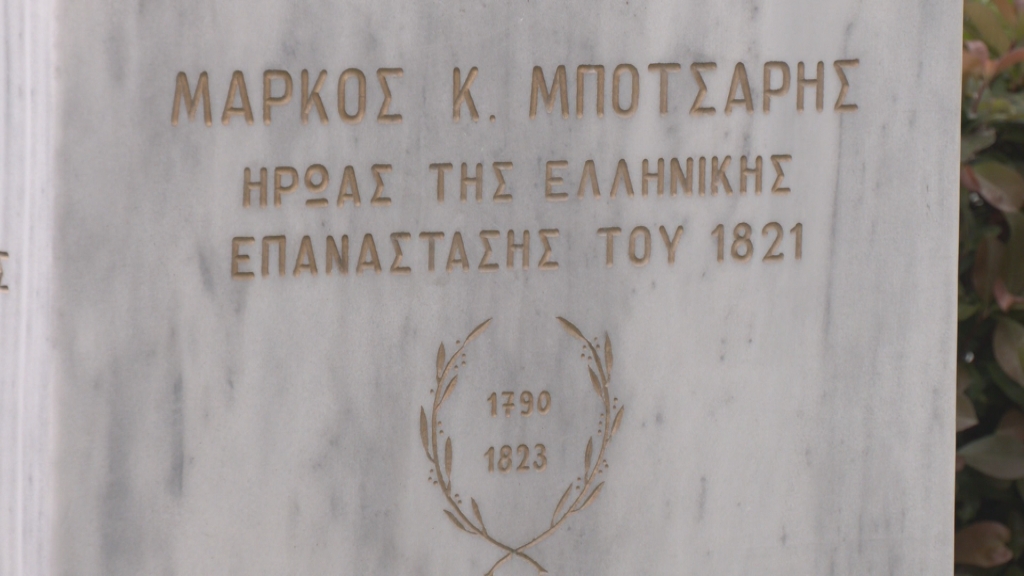 ΜΑΡΚΟΣ Κ. ΜΠΟΤΣΑΡΗΣ
ΗΡΩΑΣ ΤΗΣ ΕΛΛΗΝΙΚΗΣ
ΕΠΑΝΑΣΤΑΣΗΣ ΤΟΥ 1821
1790
1823